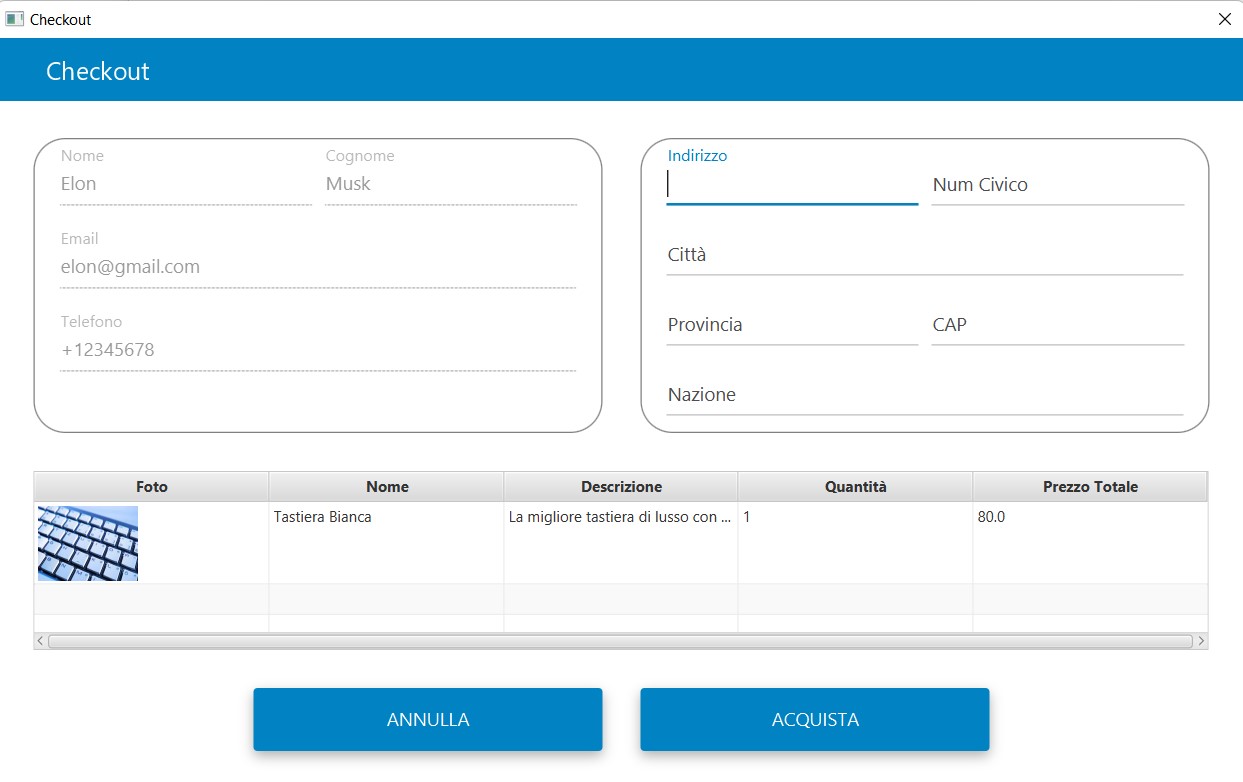 Checkout
Checkout
Nome Cognome
Elon Musk
Email
elon@gmail.com
Telefono
+12345678
Indirizzo
Num Civico
Città
Provincia CAP
Nazione
Foto Nome Descrizione Quantità Prezzo Totale
Tastiera Bianca La migliore tastiera di lusso con ... 1 80.0
ANNULLA ACQUISTA